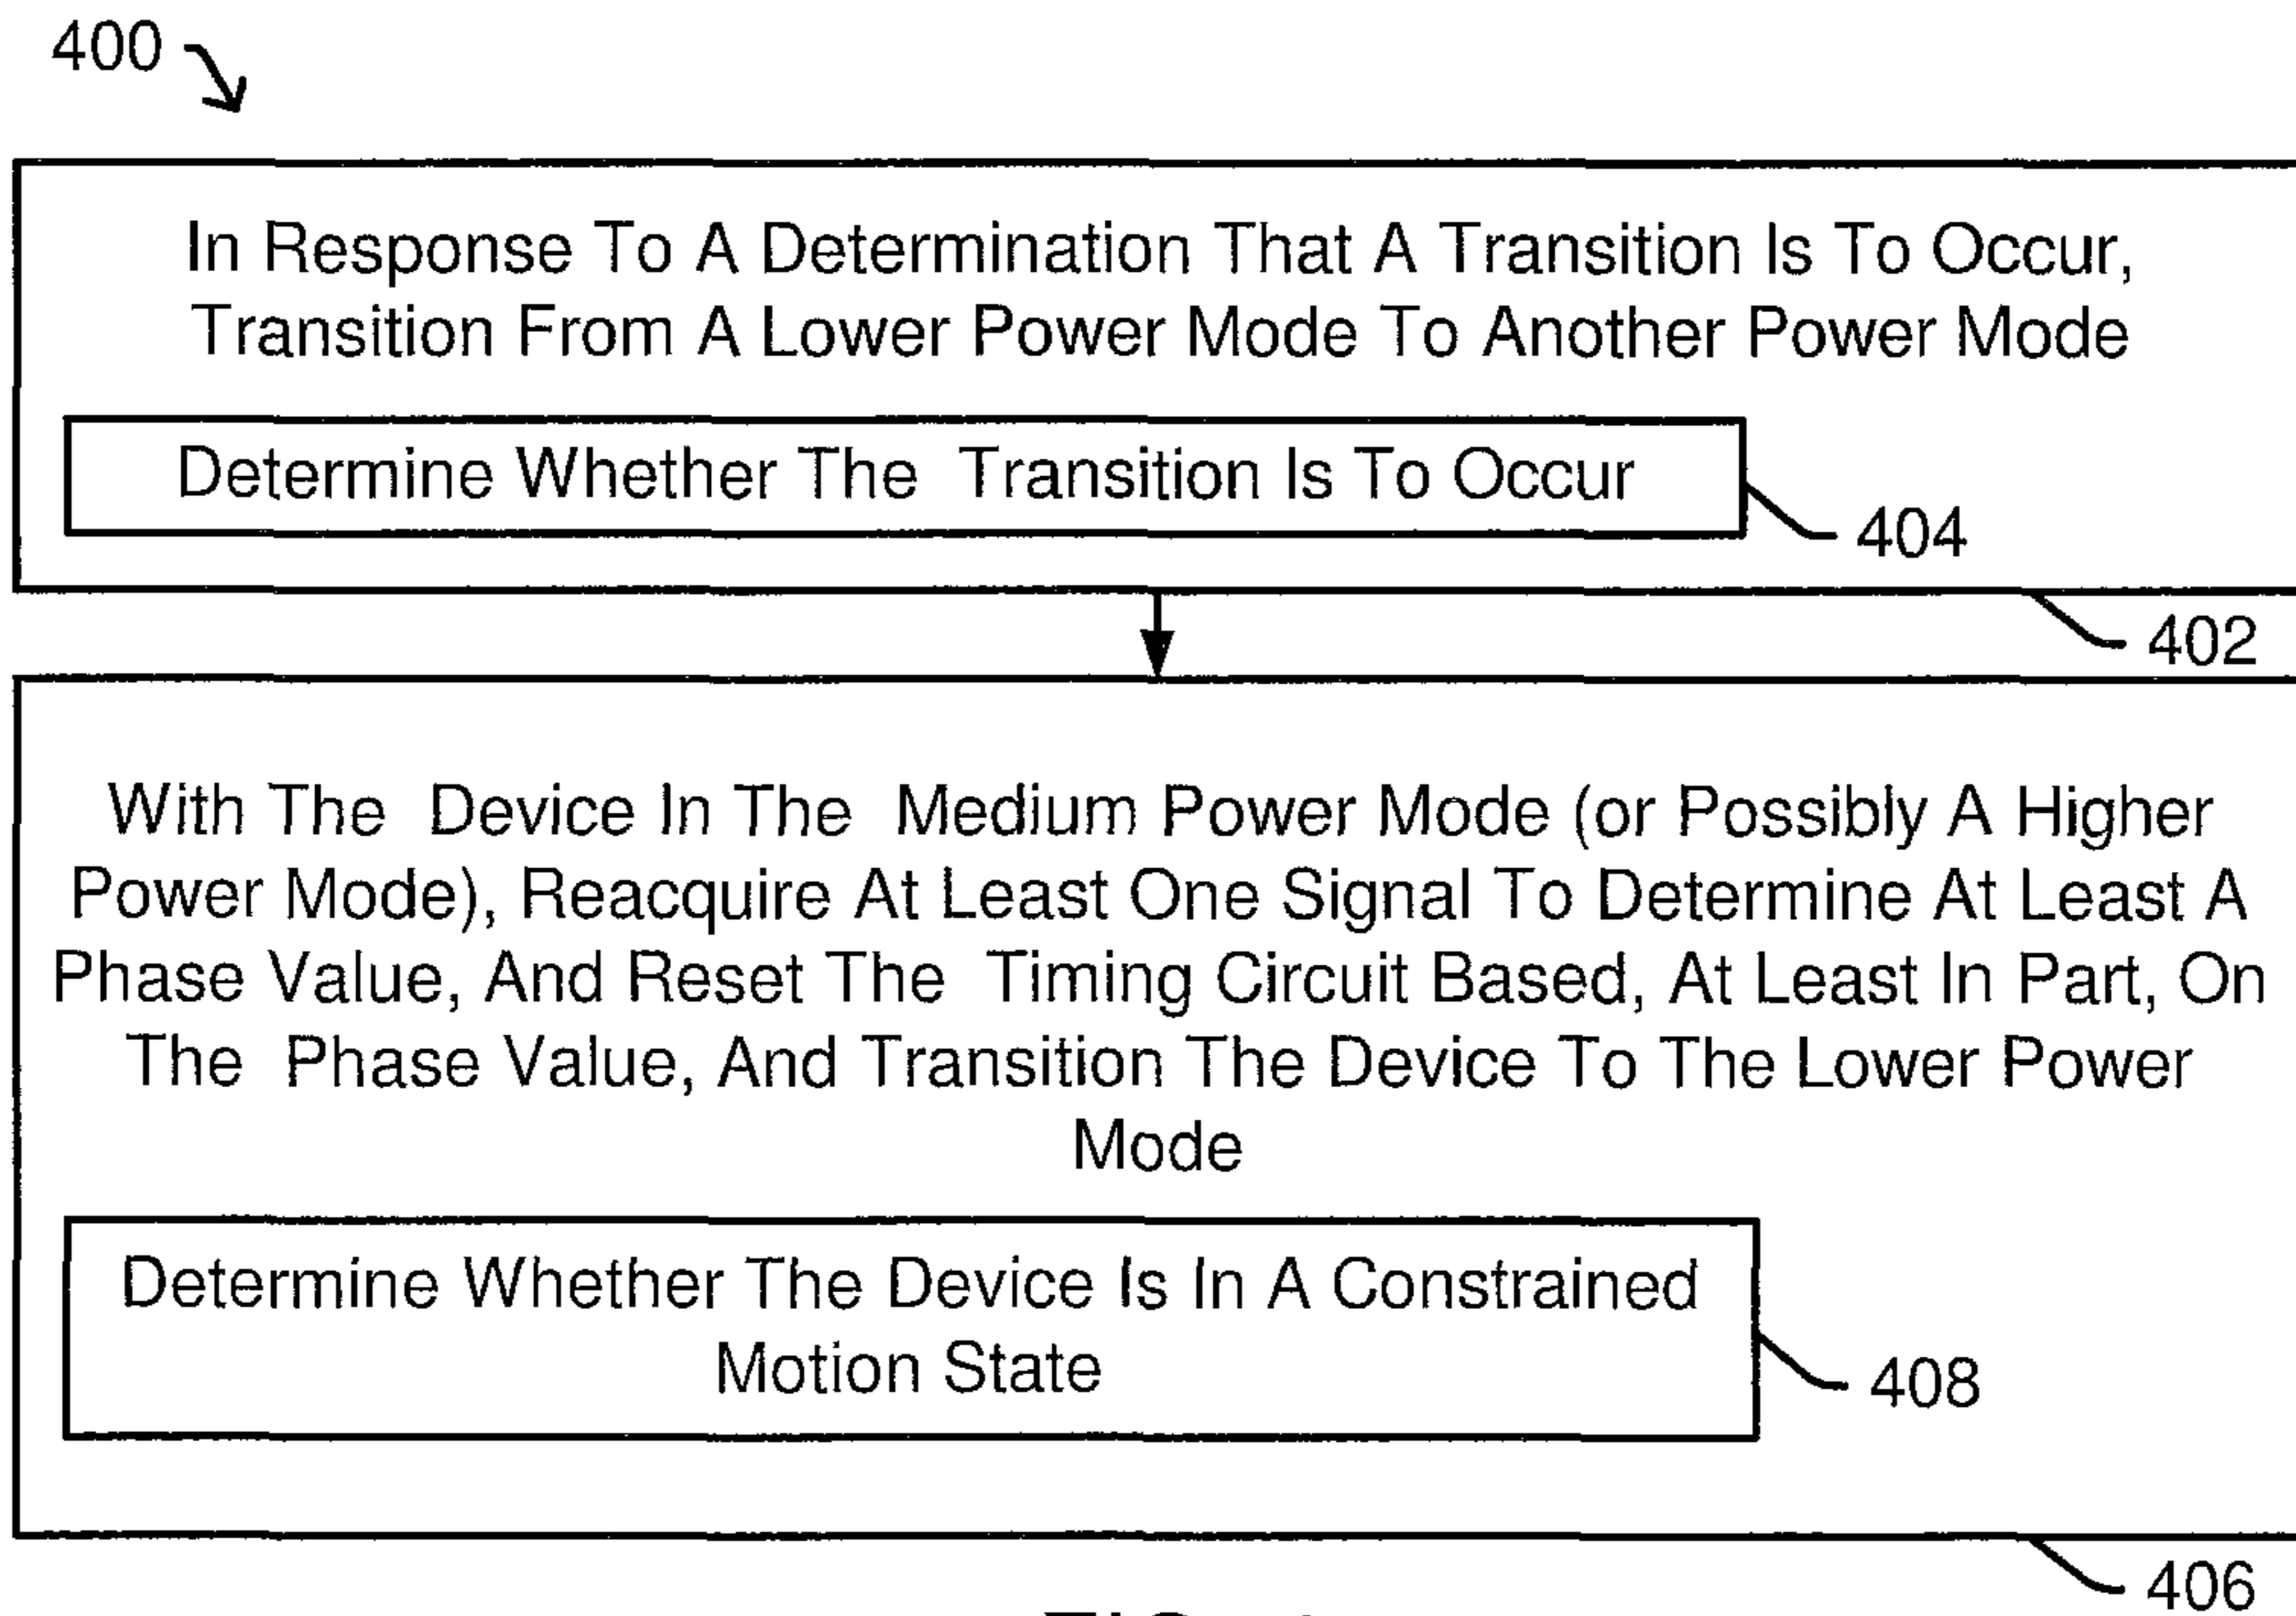 400
In Response To A Determination That A Transition Is To Occur,
Transition From A Lower Power Mode To Another Power Mode
Determine Whether The Transition Is To Occur
404
402
With The Device In The Medium Power Mode (or Possibly A Higher
Power Mode), Reacquire At Least One Signal To Determine At Least A
Phase Value, And Reset The Timing Circuit Based, At Least In Part, On
The Phase Value, And Transition The Device To The Lower Power
Mode
Determine Whether The Device Is In A Constrained
Motion State
408
406